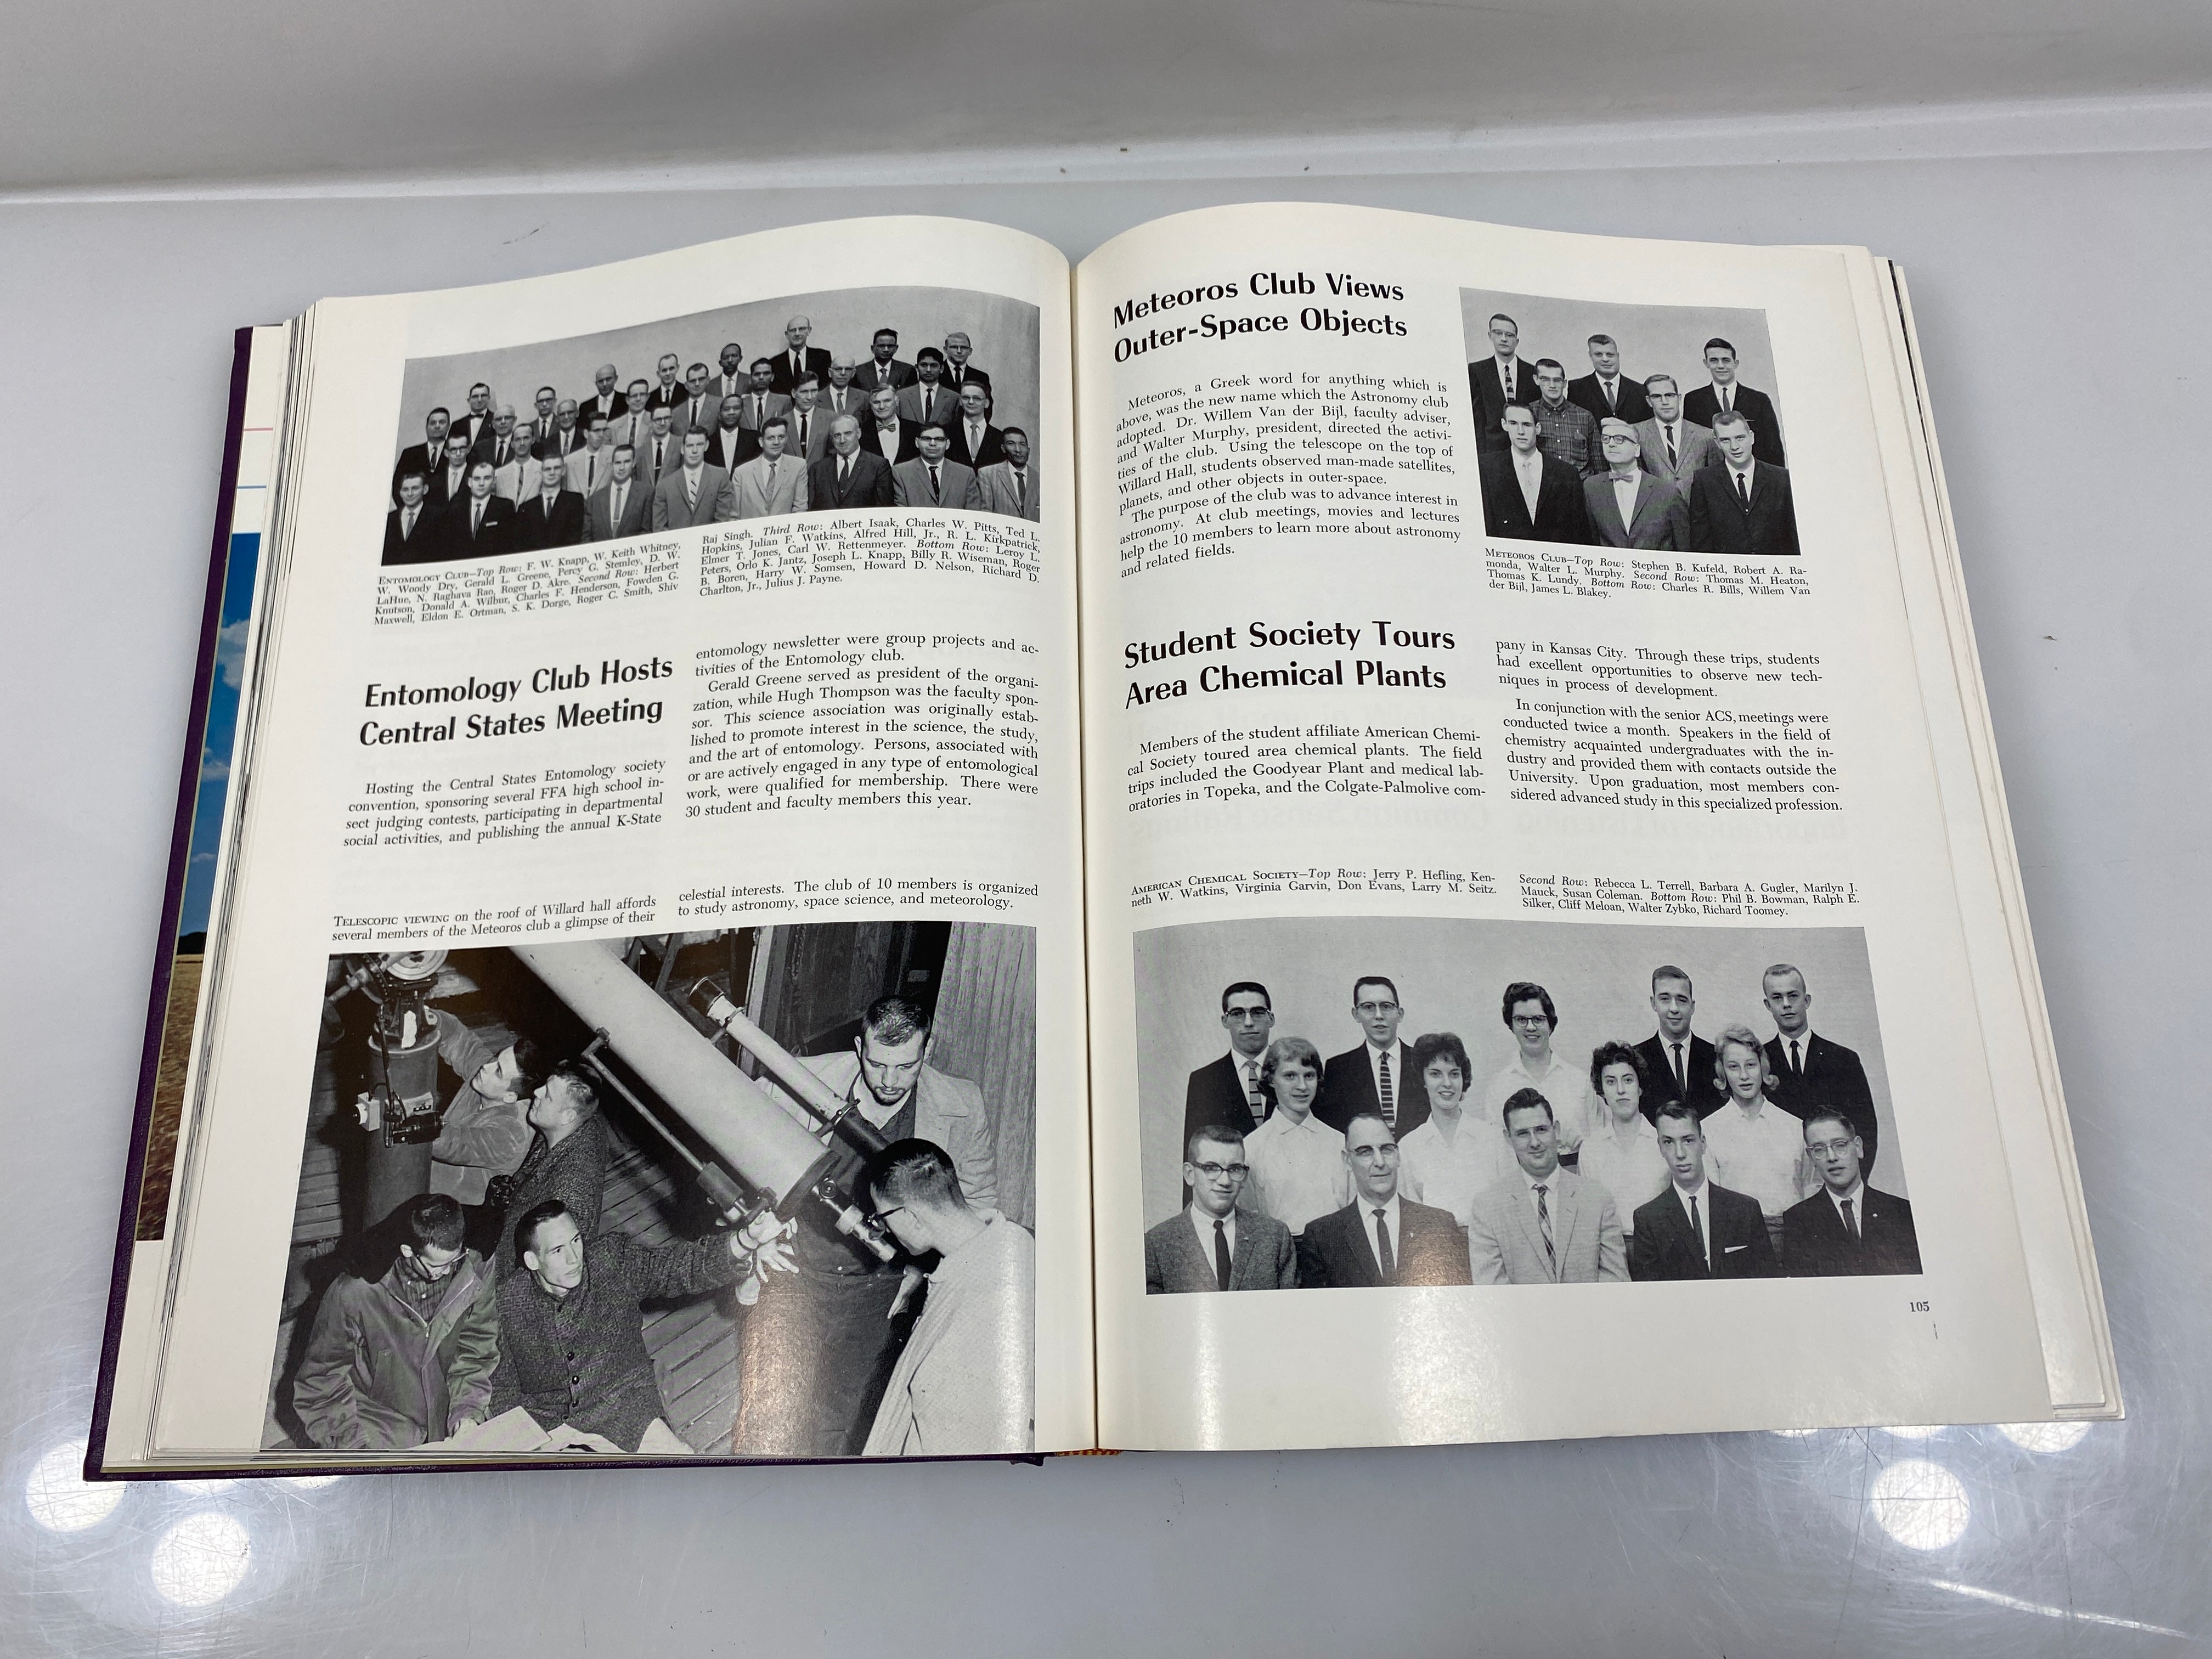 ENTOMOLOGY CLUB—Top Row: F. W. Knapp, W. Keith Whitney,
W. Woody Dry, Gerald L. Greene, Percy G. Stemley, D. W.
LaHue, N. Raghava Rao, Roger D. Akre. Second Row: Herbert
Knutson, Donald A. Wilbur, Charles F. Henderson, Fowden G.
Maxwell, Eldon E. Ortman, S. K. Dorge, Roger C. Smith, Shiv
Raj Singh. Third Row: Albert Isaak, Charles W. Pitts, Ted L.
Hopkins, Julian F. Watkins, Alfred Hill, Jr., R. L. Kirkpatrick,
Elmer T. Jones, Carl W. Rettenmeyer. Bottom Row: Leroy L.
Peters, Orlo K. Jantz, Joseph L. Knapp, Billy R. Wiseman, Roger
B. Boren, Harry W. Somsen, Howard D. Nelson, Richard D.
Charlton, Jr., Julius J. Payne.
Entomology Club Hosts
Central States Meeting
Hosting the Central States Entomology society
convention, sponsoring several FFA high school in-
sect judging contests, participating in departmental
social activities, and publishing the annual K-State
entomology newsletter were group projects and ac-
tivities of the Entomology club.
Gerald Greene served as president of the organi-
zation, while Hugh Thompson was the faculty spon-
sor. This science association was originally estab-
lished to promote interest in the science, the study,
and the art of entomology. Persons, associated with
or are actively engaged in any type of entomological
work, were qualified for membership. There were
30 student and faculty members this year.
TELESCOPIC VIEWING on the roof of Willard hall affords
several members of the Meteoros club a glimpse of their
celestial interests. The club of 10 members is organized
to study astronomy, space science, and meteorology.
Meteoros Club Views
Outer-Space Objects
Meteoros, a Greek word for anything which is
above, was the new name which the Astronomy club
adopted. Dr. Willem Van der Bijl, faculty adviser,
and Walter Murphy, president, directed the activi-
ties of the club. Using the telescope on the top of
Willard Hall, students observed man-made satellites,
planets, and other objects in outer-space.
The purpose of the club was to advance interest in
astronomy. At club meetings, movies and lectures
help the 10 members to learn more about astronomy
and related fields.
METEOROS CLUB—Top Row: Stephen B. Kufeld, Robert A. Ra-
monda, Walter L. Murphy. Second Row: Thomas M. Heaton,
Thomas K. Lundy. Bottom Row: Charles R. Bills, Willem Van
der Bijl, James L. Blakey.
Student Society Tours
Area Chemical Plants
Members of the student affiliate American Chemi-
cal Society toured area chemical plants. The field
trips included the Goodyear Plant and medical lab-
oratories in Topeka, and the Colgate-Palmolive com-
pany in Kansas City. Through these trips, students
had excellent opportunities to observe new tech-
niques in process of development.
In conjunction with the senior ACS, meetings were
conducted twice a month. Speakers in the field of
chemistry acquainted undergraduates with the in-
dustry and provided them with contacts outside the
University. Upon graduation, most members con-
sidered advanced study in this specialized profession.
AMERICAN CHEMICAL SOCIETY—Top Row: Jerry P. Hefling, Ken-
neth W. Watkins, Virginia Garvin, Don Evans, Larry M. Seitz.
Second Row: Rebecca L. Terrell, Barbara A. Gugler, Marilyn J.
Mauck, Susan Coleman. Bottom Row: Phil B. Bowman, Ralph E.
Silker, Cliff Meloan, Walter Zybko, Richard Toomey.
105